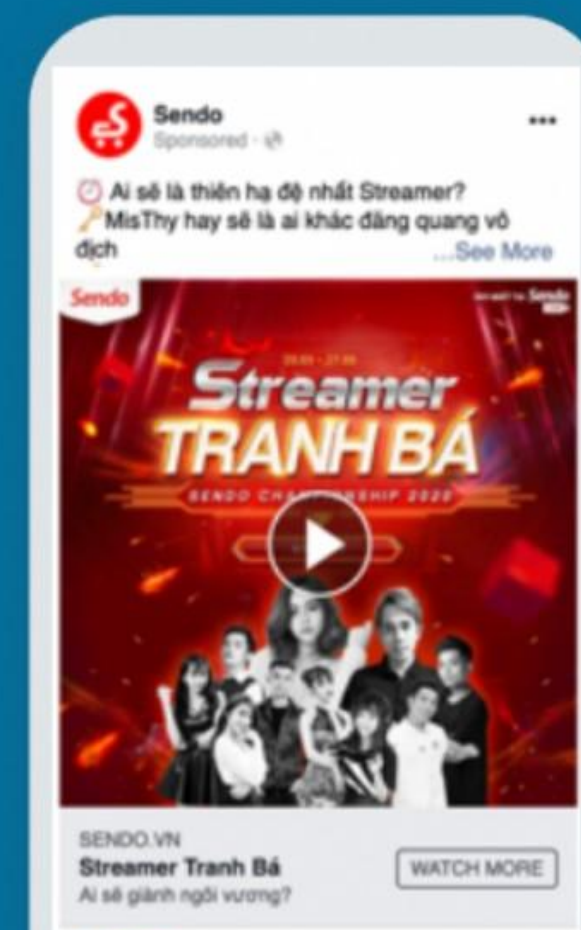 Sendo
Sponsored
Ai sẽ là thiên hạ đệ nhất Streamer?
MisThy hay sẽ là ai khác đăng quang vô
địch ...See More
Sendo
Sendo
Streamer
TRANH BÁ
SENDO CHAMPIONSHIP 2020
SENDO.VN
Streamer Tranh Bá
WATCH MORE
Ai sẽ giành ngôi vương?